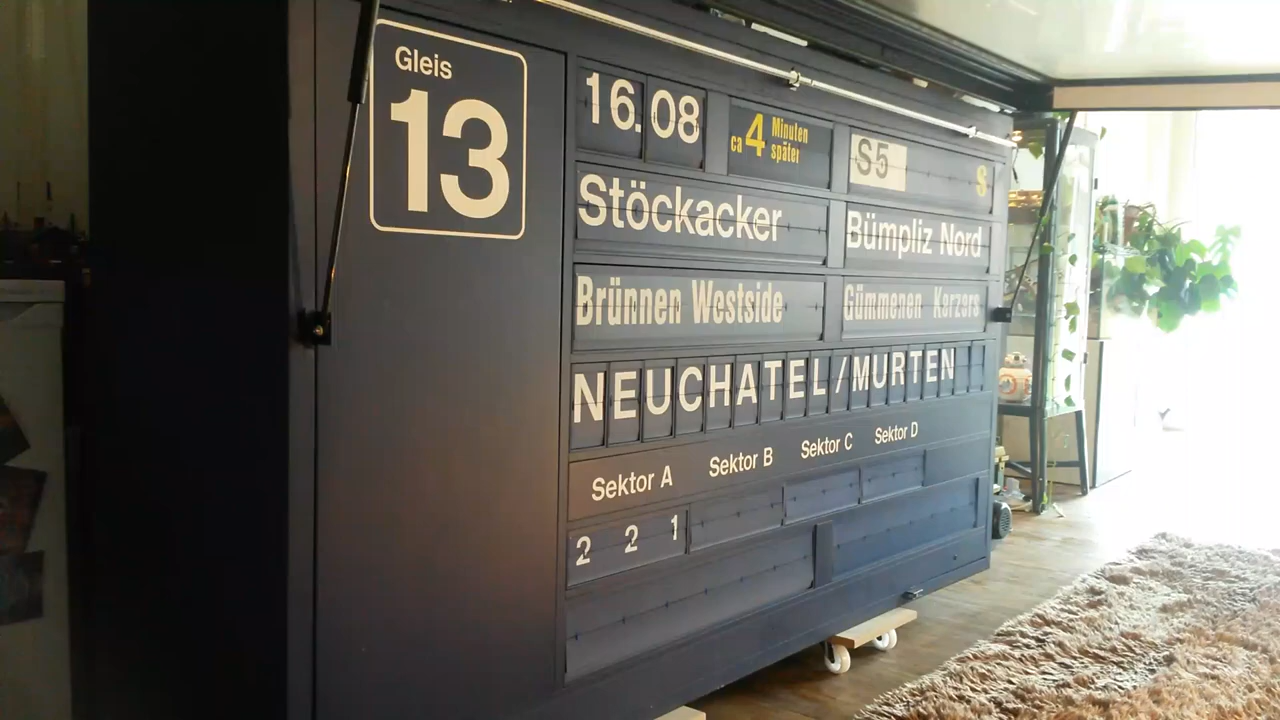 Gleis
13
16.08 ca 4 Minuten später S5 S
Stöckacker Bümpliz Nord
Brünnen Westside Gümmenen Kerzers
NEUCHATEL/MURTEN
Sektor A Sektor B Sektor C Sektor D
2 2 1